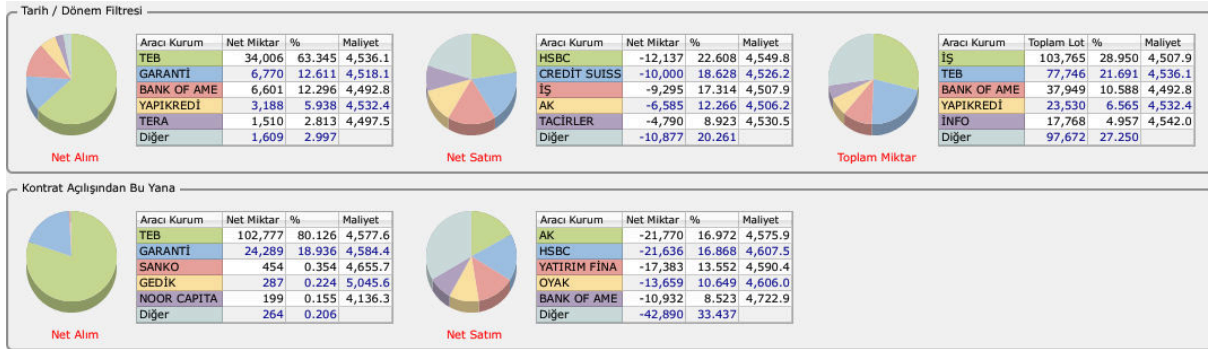 Tarih / Dönem Filtresi
Aracı Kurum Net Miktar % Maliyet
TEB 34,006 63.345 4,536.1
GARANTİ 6,770 12.611 4,518.1
BANK OF AME 6,601 12.296 4,492.8
YAPIKREDİ 3,188 5.938 4,532.4
TERA 1,510 2.813 4,497.5
Diğer 1,609 2.997
Net Alım
Aracı Kurum Net Miktar % Maliyet
HSBC -12,137 22.608 4,549.8
CREDİT SUISS -10,000 18.628 4,526.2
İŞ -9,295 17.314 4,507.9
AK -6,585 12.266 4,506.2
TACİRLER -4,790 8.923 4,530.5
Diğer -10,877 20.261
Net Satım
Aracı Kurum Toplam Lot % Maliyet
İŞ 103,765 28.950 4,507.9
TEB 77,746 21.691 4,536.1
BANK OF AME 37,949 10.588 4,492.8
YAPIKREDİ 23,530 6.565 4,532.4
İNFO 17,768 4.957 4,542.0
Diğer 97,672 27.250
Toplam Miktar
Kontrat Açılışından Bu Yana
Aracı Kurum Net Miktar % Maliyet
TEB 102,777 80.126 4,577.6
GARANTİ 24,289 18.936 4,584.4
SANKO 454 0.354 4,655.7
GEDİK 287 0.224 5,045.6
NOOR CAPITA 199 0.155 4,136.3
Diğer 264 0.206
Net Alım
Aracı Kurum Net Miktar % Maliyet
AK -21,770 16.972 4,575.9
HSBC -21,636 16.868 4,607.5
YATIRIM FİNA -17,383 13.552 4,590.4
OYAK -13,659 10.649 4,606.0
BANK OF AME -10,932 8.523 4,722.9
Diğer -42,890 33.437
Net Satım